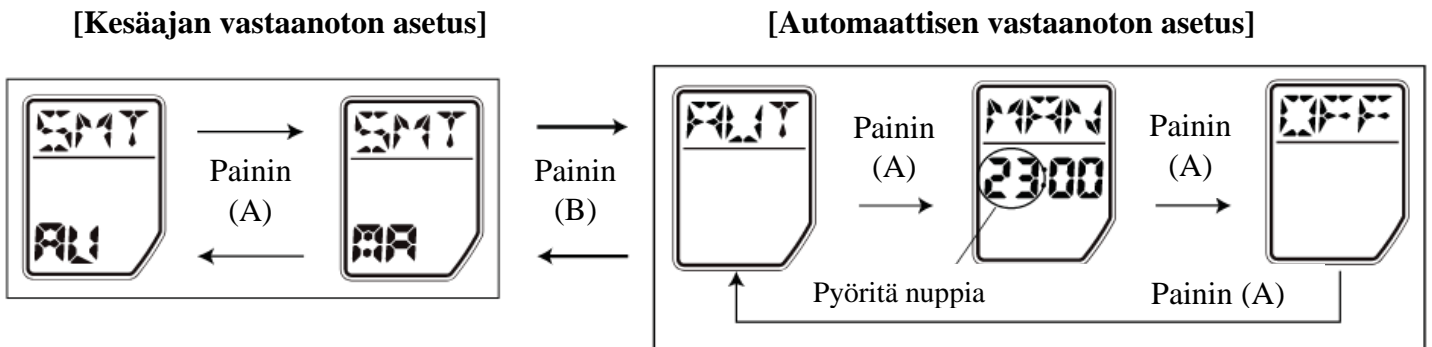 [Kesäajan vastaanoton asetus]
[Automaattisen vastaanoton asetus]
SMT
AU
Painin
(A)
SMT
MA
Painin
(B)
AUT
Painin
(A)
MAN
23:00
Pyöritä nuppia
Painin
(A)
OFF
Painin (A)